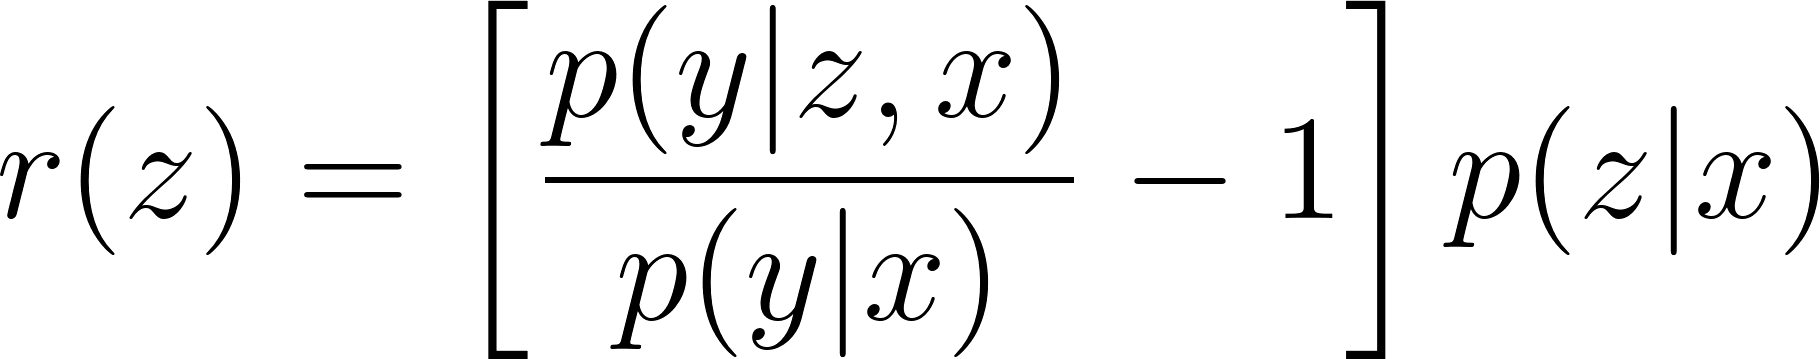 r(z) = [ p(y|z, x) / p(y|x) − 1 ] p(z|x)